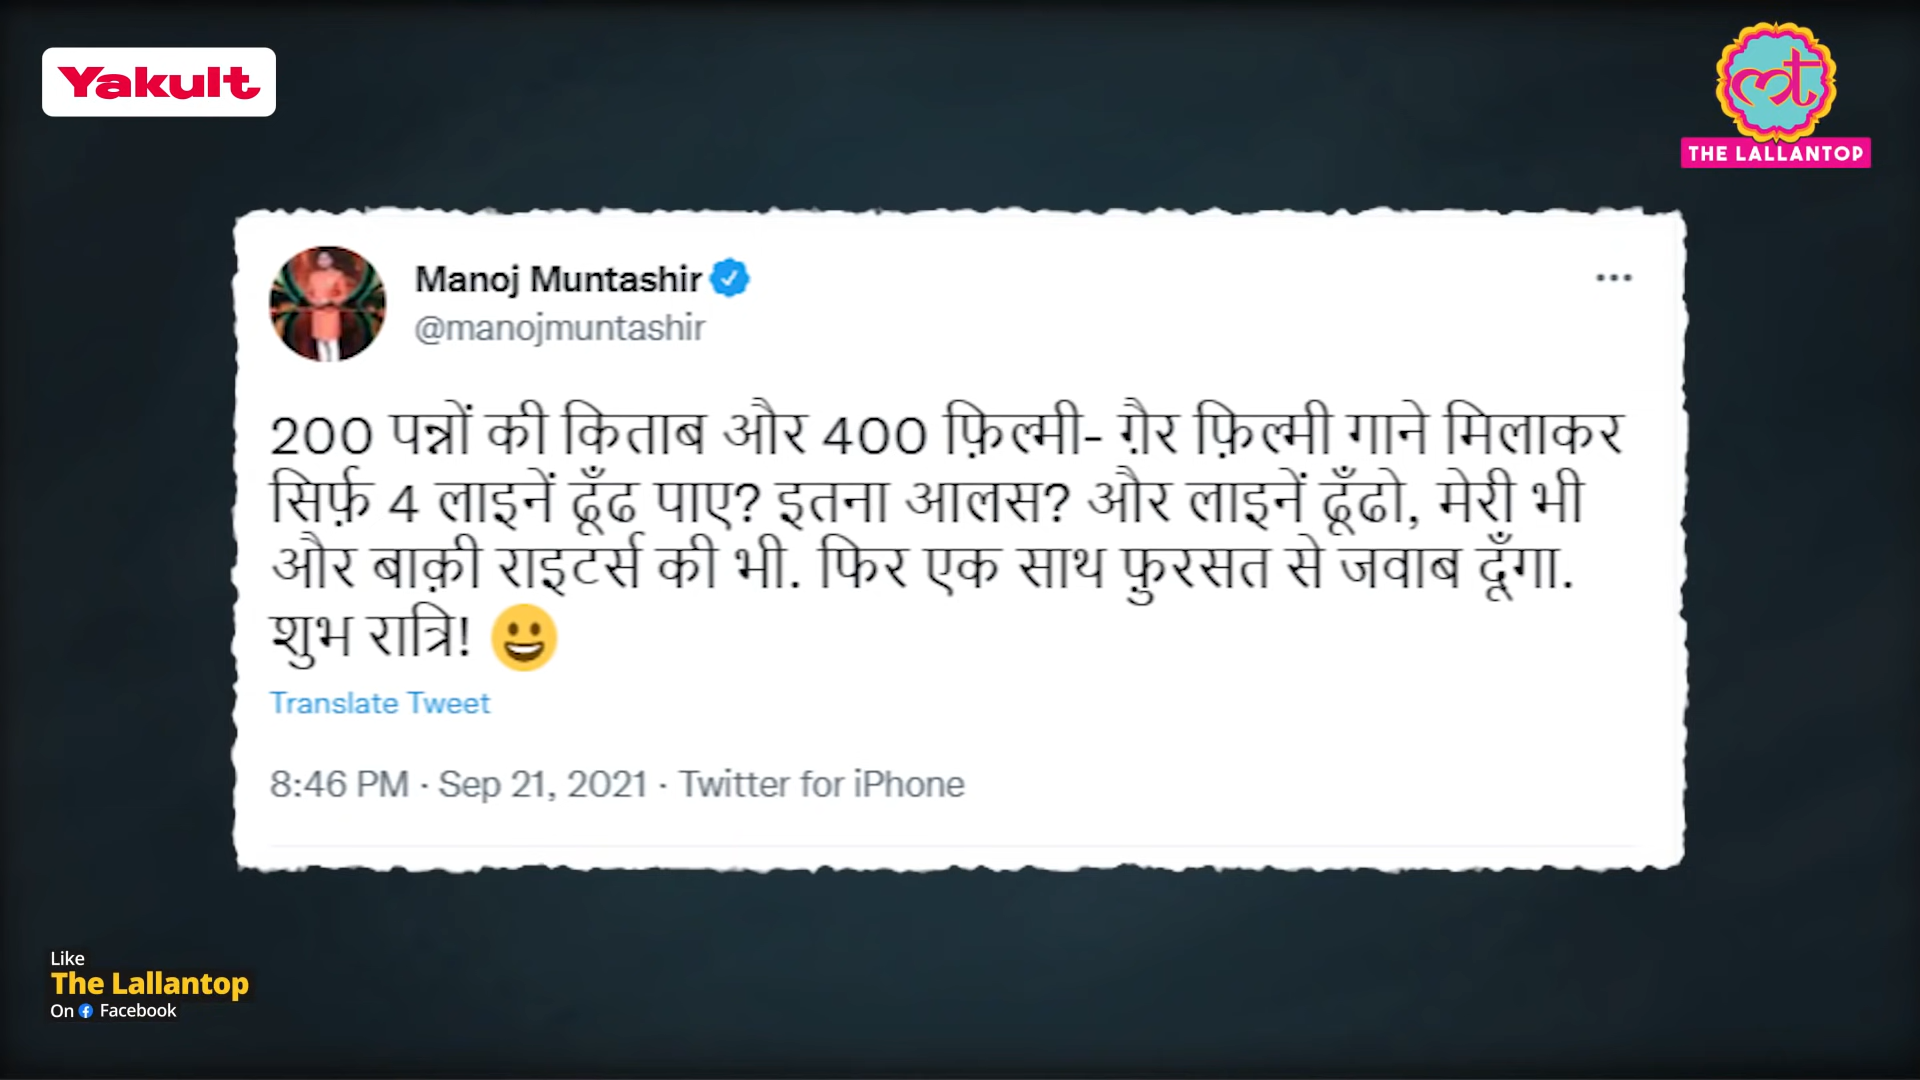 Yakult
THE LALLANTOP
Manoj Muntashir
@manojmuntashir
200 पन्नों की किताब और 400 फ़िल्मी- ग़ैर फ़िल्मी गाने मिलाकर
सिर्फ़ 4 लाइनें ढूँढ पाए? इतना आलस? और लाइनें ढूँढो, मेरी भी
और बाक़ी राइटर्स की भी. फिर एक साथ फ़ुरसत से जवाब दूँगा.
शुभ रात्रि! 😀
Translate Tweet
8:46 PM · Sep 21, 2021 · Twitter for iPhone
Like
The Lallantop
On Facebook